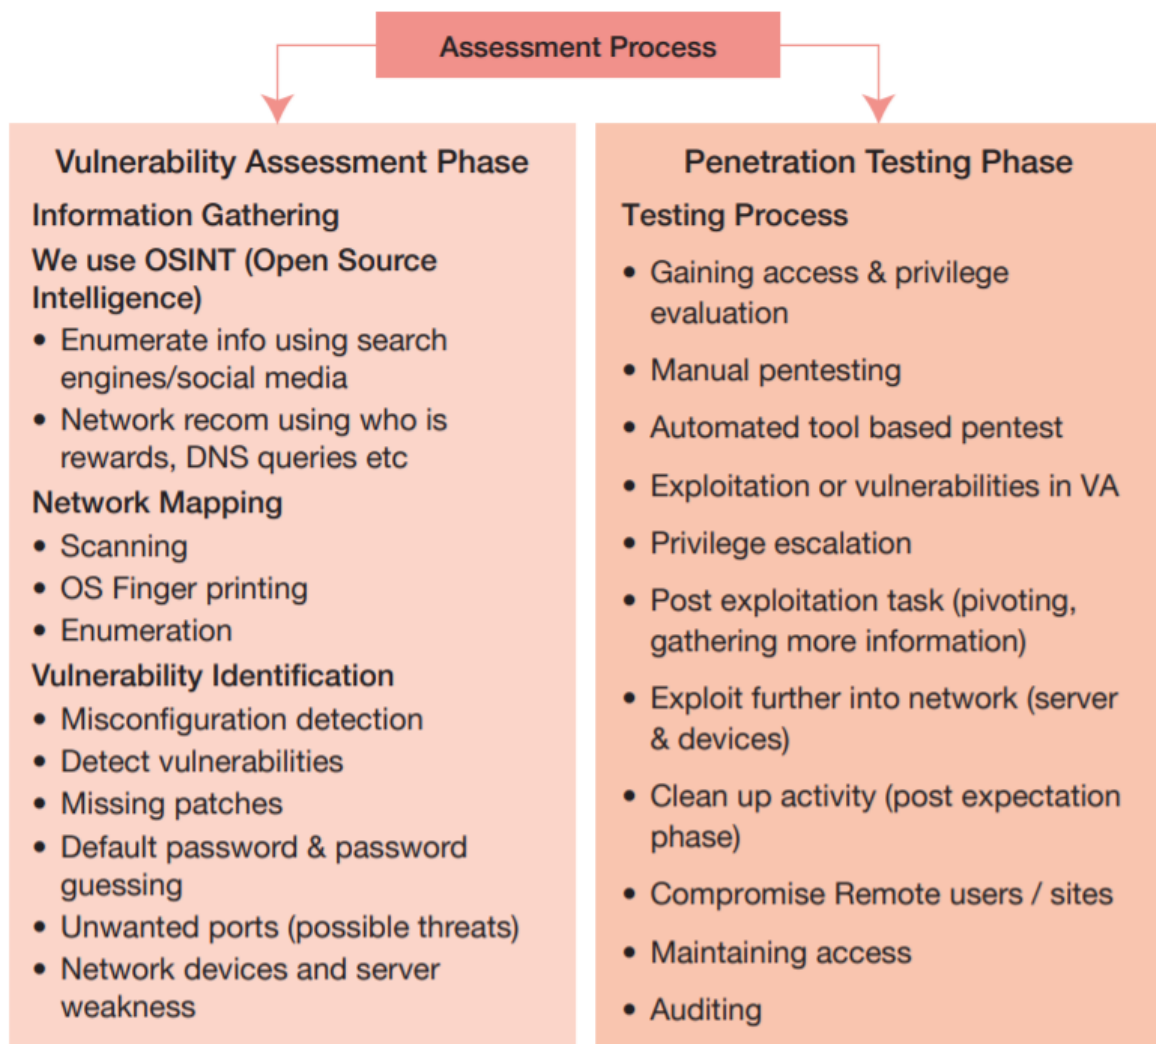 Assessment Process
Vulnerability Assessment Phase
Information Gathering
We use OSINT (Open Source
Intelligence)
• Enumerate info using search
engines/social media
• Network recom using who is
rewards, DNS queries etc
Network Mapping
• Scanning
• OS Finger printing
• Enumeration
Vulnerability Identification
• Misconfiguration detection
• Detect vulnerabilities
• Missing patches
• Default password & password
guessing
• Unwanted ports (possible threats)
• Network devices and server
weakness
Penetration Testing Phase
Testing Process
• Gaining access & privilege
evaluation
• Manual pentesting
• Automated tool based pentest
• Exploitation or vulnerabilities in VA
• Privilege escalation
• Post exploitation task (pivoting,
gathering more information)
• Exploit further into network (server
& devices)
• Clean up activity (post expectation
phase)
• Compromise Remote users / sites
• Maintaining access
• Auditing